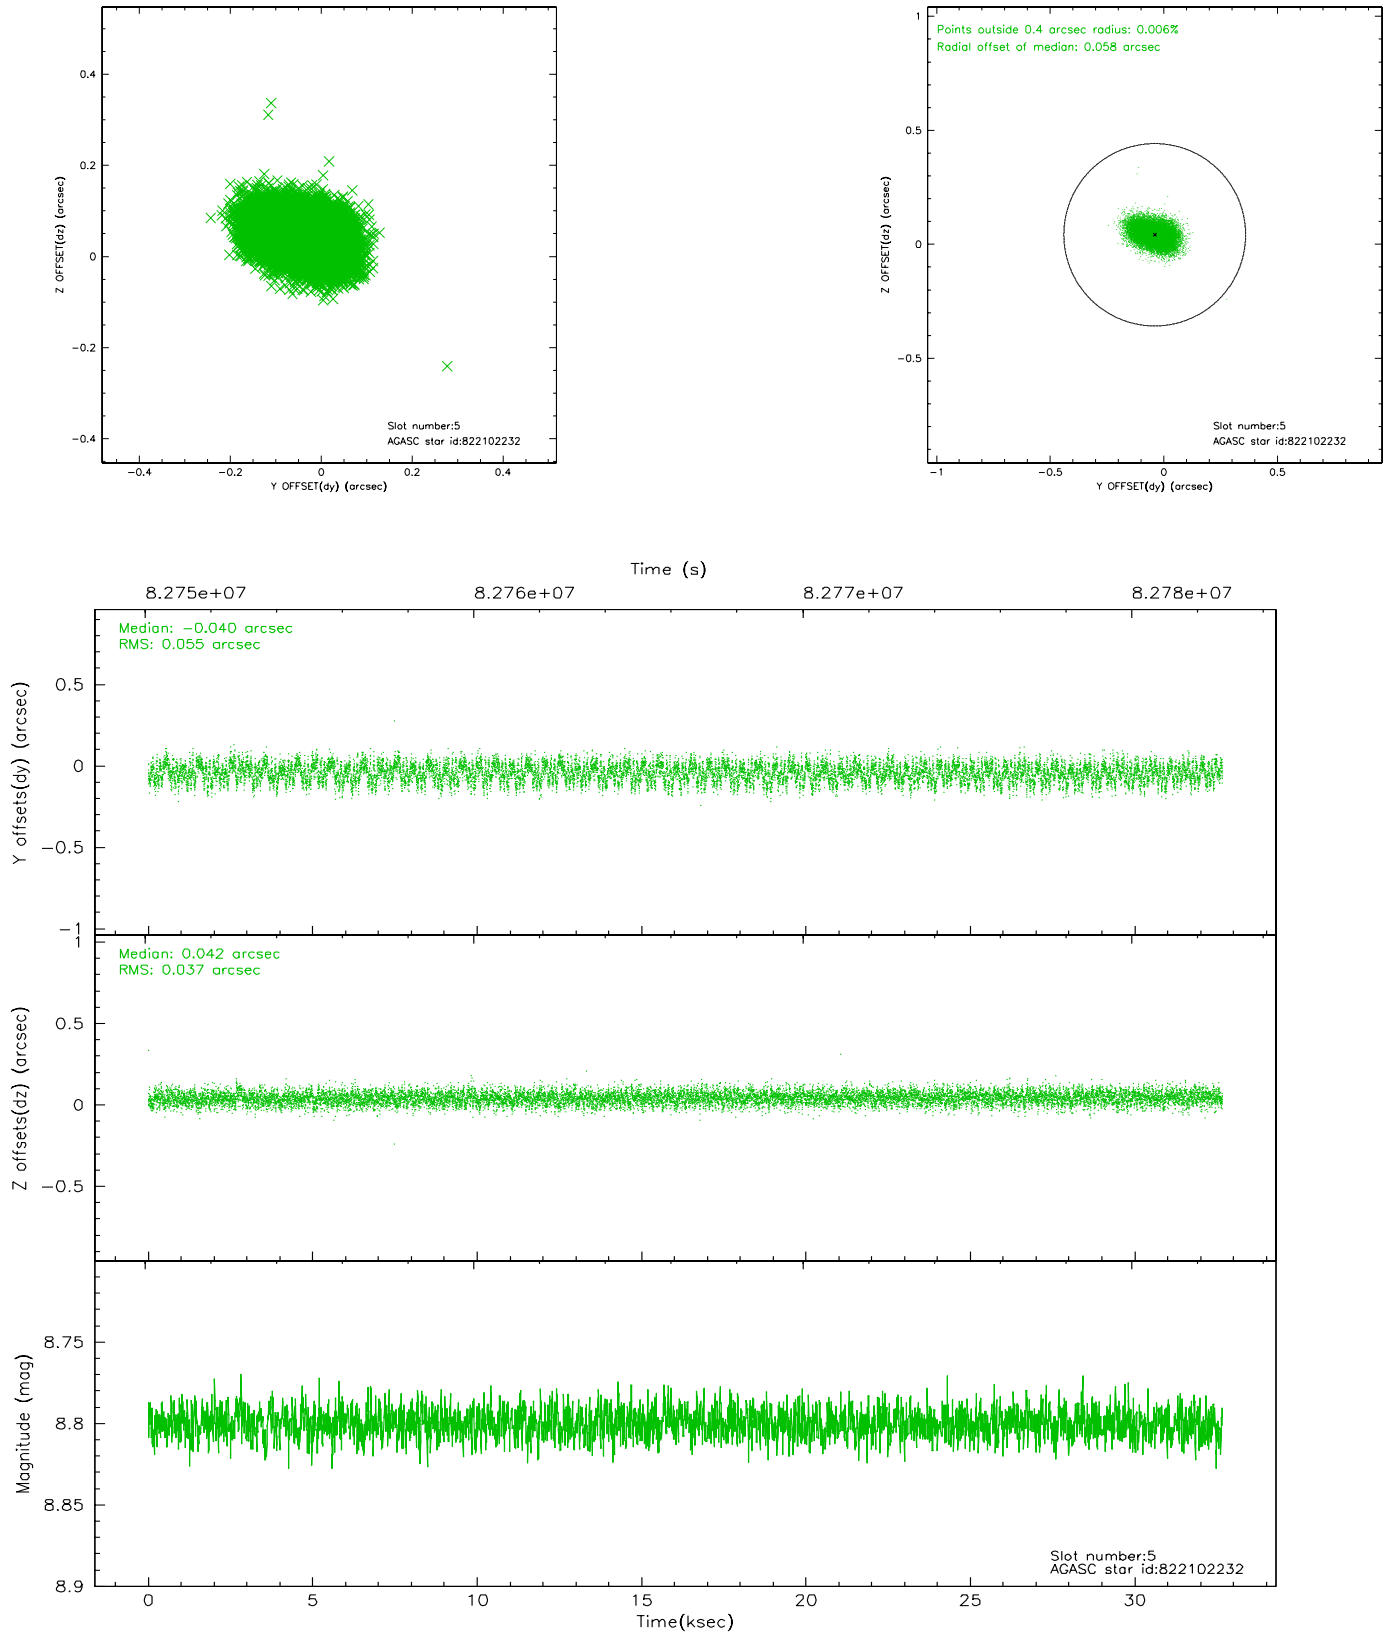 0.4
0.2
0
−0.2
−0.4
Z OFFSET(dz) (arcsec)
Slot number:5
AGASC star id:822102232
−0.4 −0.2 0 0.2 0.4
Y OFFSET(dy) (arcsec)
Points outside 0.4 arcsec radius: 0.006%
Radial offset of median: 0.058 arcsec
1
0.5
0
−0.5
Z OFFSET(dz) (arcsec)
Slot number:5
AGASC star id:822102232
−1 −0.5 0 0.5
Y OFFSET(dy) (arcsec)
Time (s)
8.275e+07 8.276e+07 8.277e+07 8.278e+07
Median: −0.040 arcsec
RMS: 0.055 arcsec
0.5
0
−0.5
−1
Y offsets(dy) (arcsec)
Median: 0.042 arcsec
RMS: 0.037 arcsec
1
0.5
0
−0.5
Z offsets(dz) (arcsec)
8.75
8.8
8.85
8.9
Magnitude (mag)
Slot number:5
AGASC star id:822102232
0 5 10 15 20 25 30
Time(ksec)